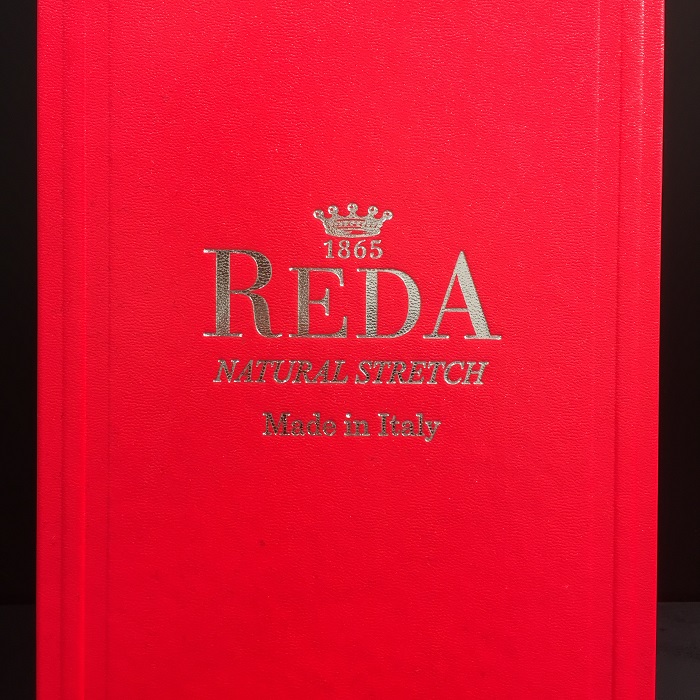 1865
REDA
NATURAL STRETCH
Made in Italy